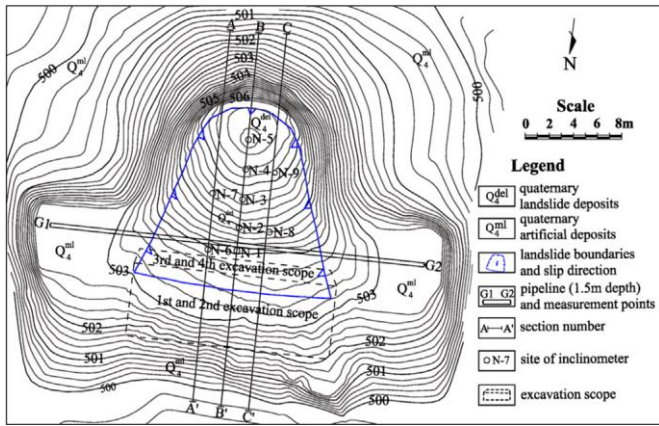 501
A B C
502
503
504
505
506
500
Q4ml
Q4ml
500
Q4del
N-5
N-4
N-9
N-7
N-3
Q4ml
N-2
N-8
N-6
N-1
G1
G2
Q4ml
Q4ml
3rd and 4th excavation scope
503
503
1st and 2nd excavation scope
502
502
501
501
500
500
Q4ml
A' B' C'
N
Scale
0 2 4 6 8m
Legend
Q4del quaternary landslide deposits
Q4ml quaternary artificial deposits
landslide boundaries and slip direction
G1 G2 pipeline (1.5m depth) and measurement points
A A' section number
N-7 site of inclinometer
excavation scope